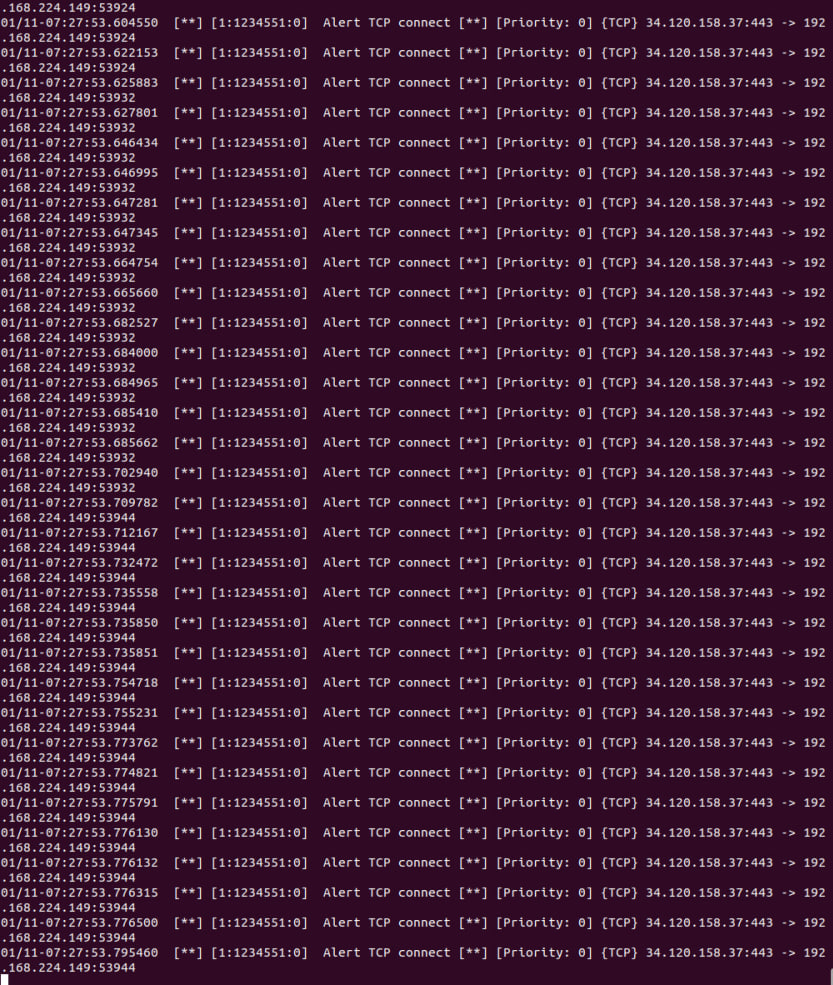 .168.224.149:53924
01/11-07:27:53.604550  [**] [1:1234551:0]  Alert TCP connect [**] [Priority: 0] {TCP} 34.120.158.37:443 -> 192
.168.224.149:53924
01/11-07:27:53.622153  [**] [1:1234551:0]  Alert TCP connect [**] [Priority: 0] {TCP} 34.120.158.37:443 -> 192
.168.224.149:53924
01/11-07:27:53.625883  [**] [1:1234551:0]  Alert TCP connect [**] [Priority: 0] {TCP} 34.120.158.37:443 -> 192
.168.224.149:53932
01/11-07:27:53.627801  [**] [1:1234551:0]  Alert TCP connect [**] [Priority: 0] {TCP} 34.120.158.37:443 -> 192
.168.224.149:53932
01/11-07:27:53.646434  [**] [1:1234551:0]  Alert TCP connect [**] [Priority: 0] {TCP} 34.120.158.37:443 -> 192
.168.224.149:53932
01/11-07:27:53.646995  [**] [1:1234551:0]  Alert TCP connect [**] [Priority: 0] {TCP} 34.120.158.37:443 -> 192
.168.224.149:53932
01/11-07:27:53.647281  [**] [1:1234551:0]  Alert TCP connect [**] [Priority: 0] {TCP} 34.120.158.37:443 -> 192
.168.224.149:53932
01/11-07:27:53.647345  [**] [1:1234551:0]  Alert TCP connect [**] [Priority: 0] {TCP} 34.120.158.37:443 -> 192
.168.224.149:53932
01/11-07:27:53.664754  [**] [1:1234551:0]  Alert TCP connect [**] [Priority: 0] {TCP} 34.120.158.37:443 -> 192
.168.224.149:53932
01/11-07:27:53.665660  [**] [1:1234551:0]  Alert TCP connect [**] [Priority: 0] {TCP} 34.120.158.37:443 -> 192
.168.224.149:53932
01/11-07:27:53.682527  [**] [1:1234551:0]  Alert TCP connect [**] [Priority: 0] {TCP} 34.120.158.37:443 -> 192
.168.224.149:53932
01/11-07:27:53.684000  [**] [1:1234551:0]  Alert TCP connect [**] [Priority: 0] {TCP} 34.120.158.37:443 -> 192
.168.224.149:53932
01/11-07:27:53.684965  [**] [1:1234551:0]  Alert TCP connect [**] [Priority: 0] {TCP} 34.120.158.37:443 -> 192
.168.224.149:53932
01/11-07:27:53.685410  [**] [1:1234551:0]  Alert TCP connect [**] [Priority: 0] {TCP} 34.120.158.37:443 -> 192
.168.224.149:53932
01/11-07:27:53.685662  [**] [1:1234551:0]  Alert TCP connect [**] [Priority: 0] {TCP} 34.120.158.37:443 -> 192
.168.224.149:53932
01/11-07:27:53.702940  [**] [1:1234551:0]  Alert TCP connect [**] [Priority: 0] {TCP} 34.120.158.37:443 -> 192
.168.224.149:53932
01/11-07:27:53.709782  [**] [1:1234551:0]  Alert TCP connect [**] [Priority: 0] {TCP} 34.120.158.37:443 -> 192
.168.224.149:53944
01/11-07:27:53.712167  [**] [1:1234551:0]  Alert TCP connect [**] [Priority: 0] {TCP} 34.120.158.37:443 -> 192
.168.224.149:53944
01/11-07:27:53.732472  [**] [1:1234551:0]  Alert TCP connect [**] [Priority: 0] {TCP} 34.120.158.37:443 -> 192
.168.224.149:53944
01/11-07:27:53.735558  [**] [1:1234551:0]  Alert TCP connect [**] [Priority: 0] {TCP} 34.120.158.37:443 -> 192
.168.224.149:53944
01/11-07:27:53.735850  [**] [1:1234551:0]  Alert TCP connect [**] [Priority: 0] {TCP} 34.120.158.37:443 -> 192
.168.224.149:53944
01/11-07:27:53.735851  [**] [1:1234551:0]  Alert TCP connect [**] [Priority: 0] {TCP} 34.120.158.37:443 -> 192
.168.224.149:53944
01/11-07:27:53.754718  [**] [1:1234551:0]  Alert TCP connect [**] [Priority: 0] {TCP} 34.120.158.37:443 -> 192
.168.224.149:53944
01/11-07:27:53.755231  [**] [1:1234551:0]  Alert TCP connect [**] [Priority: 0] {TCP} 34.120.158.37:443 -> 192
.168.224.149:53944
01/11-07:27:53.773762  [**] [1:1234551:0]  Alert TCP connect [**] [Priority: 0] {TCP} 34.120.158.37:443 -> 192
.168.224.149:53944
01/11-07:27:53.774821  [**] [1:1234551:0]  Alert TCP connect [**] [Priority: 0] {TCP} 34.120.158.37:443 -> 192
.168.224.149:53944
01/11-07:27:53.775791  [**] [1:1234551:0]  Alert TCP connect [**] [Priority: 0] {TCP} 34.120.158.37:443 -> 192
.168.224.149:53944
01/11-07:27:53.776130  [**] [1:1234551:0]  Alert TCP connect [**] [Priority: 0] {TCP} 34.120.158.37:443 -> 192
.168.224.149:53944
01/11-07:27:53.776132  [**] [1:1234551:0]  Alert TCP connect [**] [Priority: 0] {TCP} 34.120.158.37:443 -> 192
.168.224.149:53944
01/11-07:27:53.776315  [**] [1:1234551:0]  Alert TCP connect [**] [Priority: 0] {TCP} 34.120.158.37:443 -> 192
.168.224.149:53944
01/11-07:27:53.776500  [**] [1:1234551:0]  Alert TCP connect [**] [Priority: 0] {TCP} 34.120.158.37:443 -> 192
.168.224.149:53944
01/11-07:27:53.795460  [**] [1:1234551:0]  Alert TCP connect [**] [Priority: 0] {TCP} 34.120.158.37:443 -> 192
.168.224.149:53944